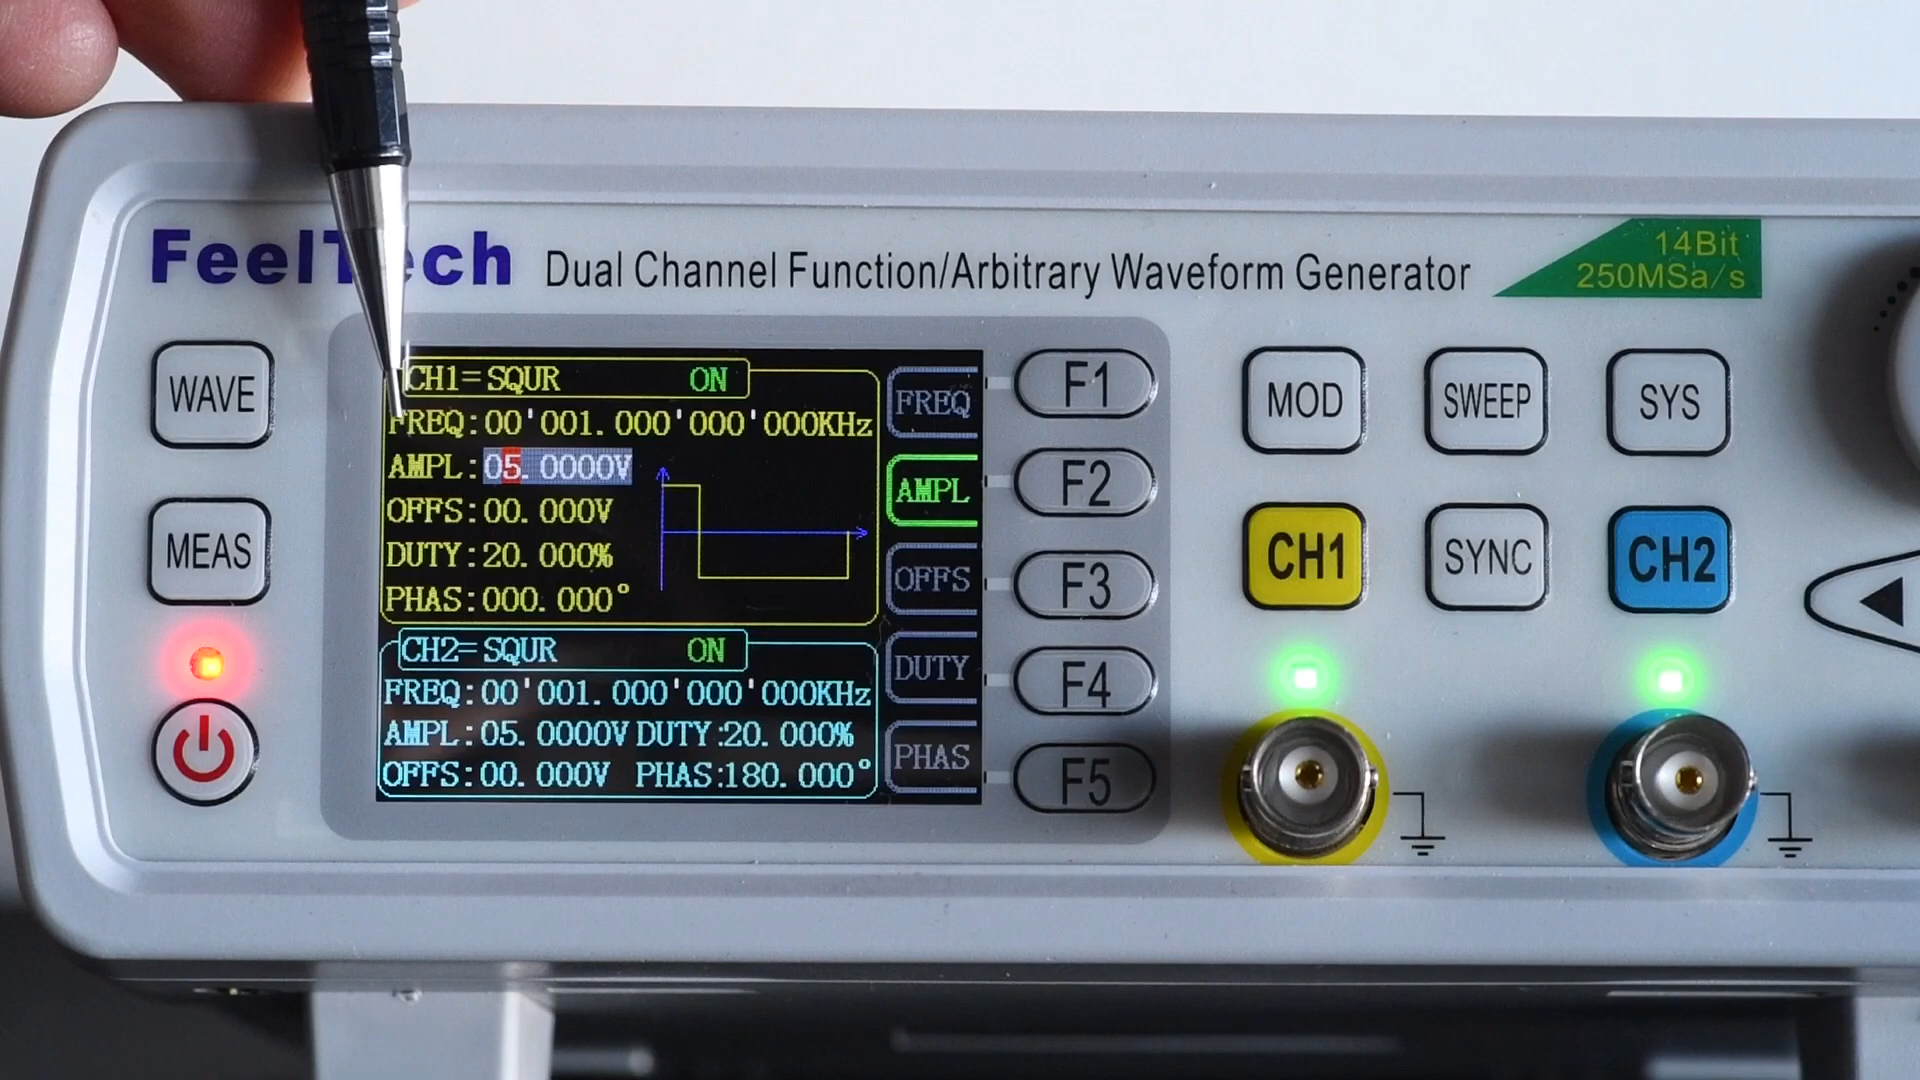 FeelTech
Dual Channel Function/Arbitrary Waveform Generator
14Bit
250MSa/s
WAVE
MEAS
CH1=SQUR ON
FREQ:00'001.000'000'000KHz
AMPL:05.0000V
OFFS:00.000V
DUTY:20.000%
PHAS:000.000°
CH2=SQUR ON
FREQ:00'001.000'000'000KHz
AMPL:05.0000V DUTY:20.000%
OFFS:00.000V PHAS:180.000°
FREQ
AMPL
OFFS
DUTY
PHAS
F1
F2
F3
F4
F5
MOD
SWEEP
SYS
CH1
SYNC
CH2